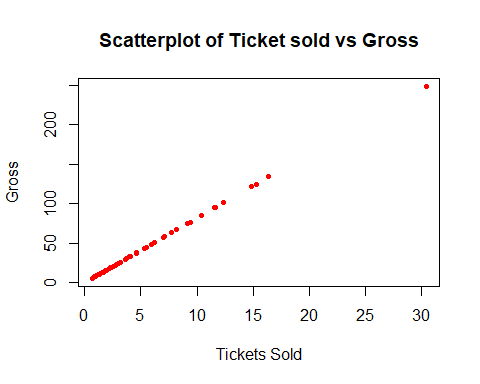 Scatterplot of Ticket sold vs Gross
Gross
0 50 100 200
0 5 10 15 20 25 30
Tickets Sold